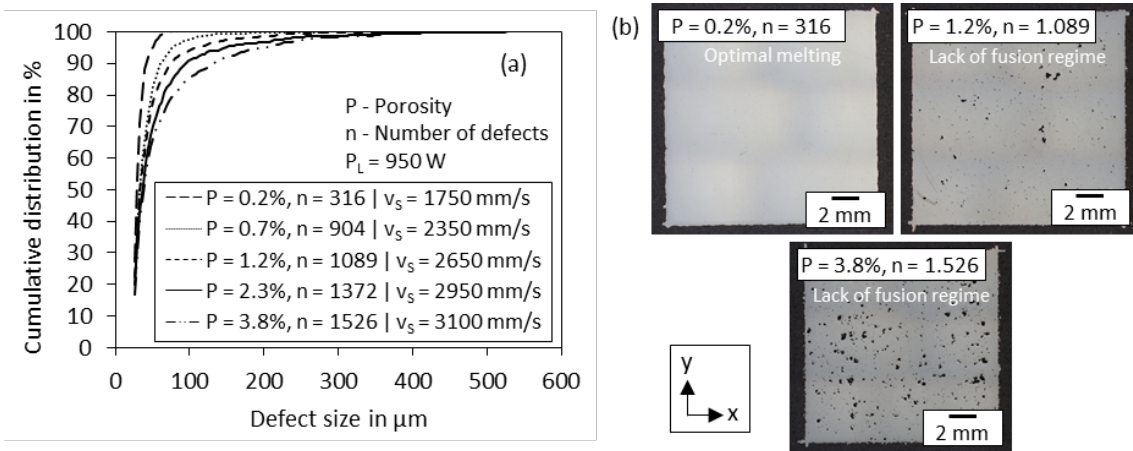 (a)
Cumulative distribution in %
100
90
80
70
60
50
40
30
20
10
0
P - Porosity
n - Number of defects
P_L = 950 W
P = 0.2%, n = 316 | v_S = 1750 mm/s
P = 0.7%, n = 904 | v_S = 2350 mm/s
P = 1.2%, n = 1089 | v_S = 2650 mm/s
P = 2.3%, n = 1372 | v_S = 2950 mm/s
P = 3.8%, n = 1526 | v_S = 3100 mm/s
0 100 200 300 400 500 600
Defect size in μm
(b)
P = 0.2%, n = 316
Optimal melting
2 mm
P = 1.2%, n = 1.089
Lack of fusion regime
2 mm
P = 3.8%, n = 1.526
Lack of fusion regime
2 mm
y
x